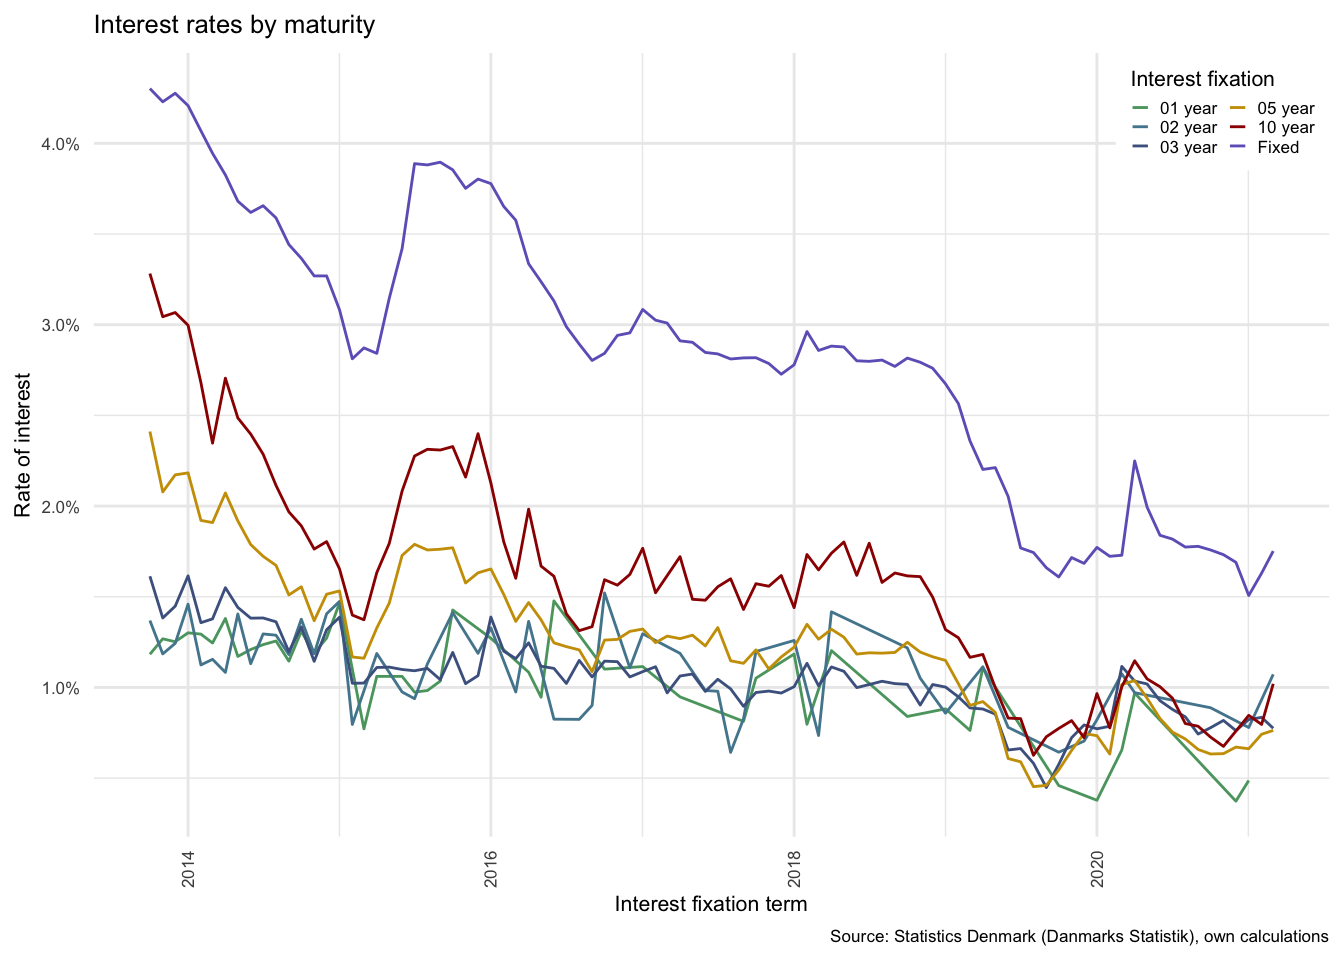 Interest rates by maturity
Interest fixation
01 year 05 year
02 year 10 year
03 year Fixed
4.0%
3.0%
2.0%
1.0%
Rate of interest
2014 2016 2018 2020
Interest fixation term
Source: Statistics Denmark (Danmarks Statistik), own calculations